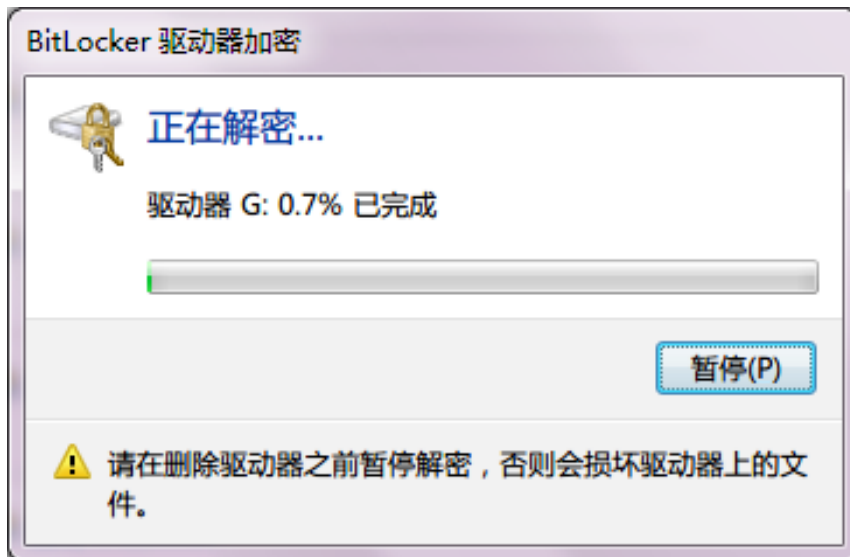 BitLocker 驱动器加密
正在解密...
驱动器 G: 0.7% 已完成
暂停(P)
请在删除驱动器之前暂停解密，否则会损坏驱动器上的文
件。